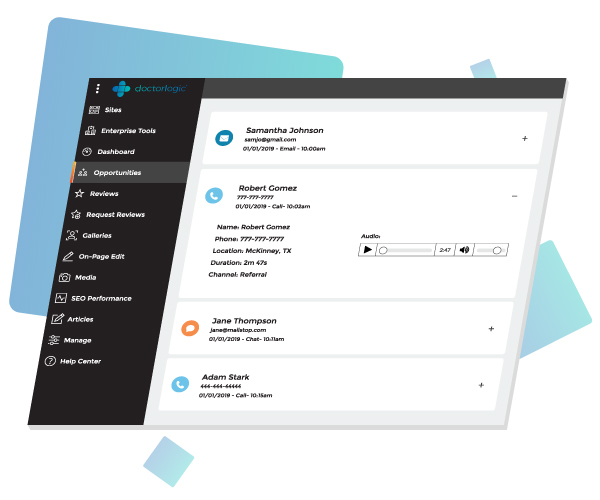 doctorlogic
Sites
Enterprise Tools
Dashboard
Opportunities
Reviews
Request Reviews
Galleries
On-Page Edit
Media
SEO Performance
Articles
Manage
Help Center
Samantha Johnson
samjo@gmail.com
01/01/2019 - Email - 10:00am
+
Robert Gomez
777-777-7777
01/01/2019 - Call- 10:02am
–
Name: Robert Gomez
Phone: 777-777-7777
Location: McKinney, TX
Duration: 2m 47s
Channel: Referral
Audio:
2:47
Jane Thompson
jane@mailstop.com
01/01/2019 - Chat- 10:11am
+
Adam Stark
444-444-44444
01/01/2019 - Call- 10:15am
+